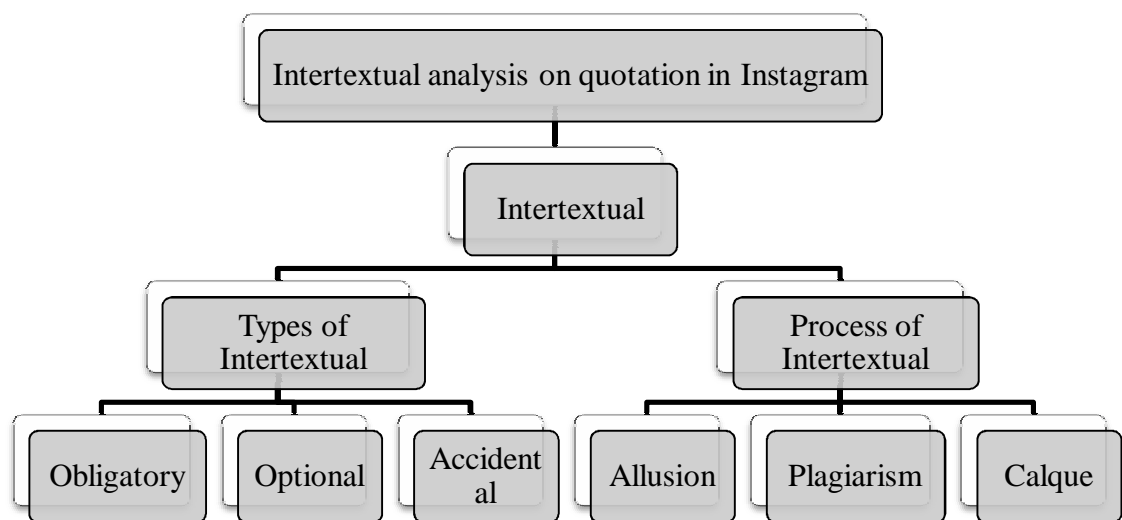 Intertextual analysis on quotation in Instagram
Intertextual
Types of
Intertextual
Process of
Intertextual
Obligatory
Optional
Accident
al
Allusion
Plagiarism
Calque